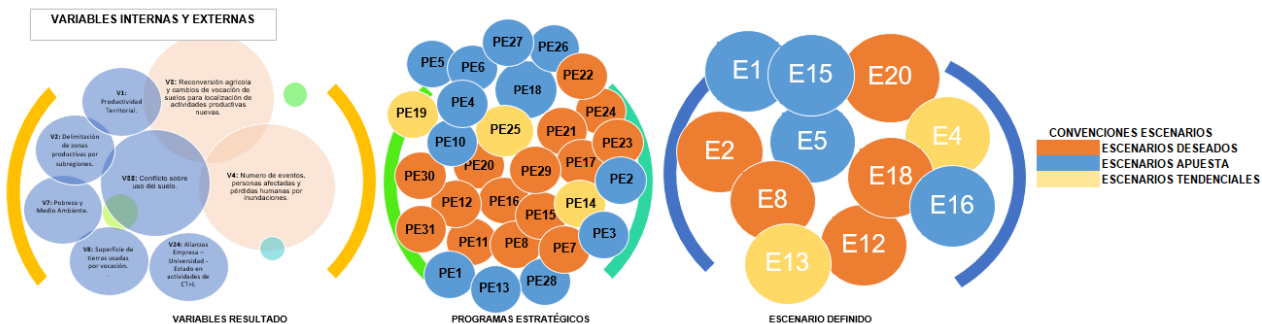 VARIABLES INTERNAS Y EXTERNAS
V3: Reconversión agrícola
y cambios de vocación de
suelos para localización de
actividades productivas
nuevas.
V1:
Productividad
Territorial.
V2: Delimitación
de zonas
productivas por
subregiones.
V38: Conflicto sobre
uso del suelo.
V4: Numero de eventos,
personas afectadas y
pérdidas humanas por
inundaciones.
V7: Pobreza y
Medio Ambiente.
V8: Superficie de
tierras usadas
por vocación.
.
V24: Alianzas
Empresa –
Universidad -
Estado en
actividades de
CT+I.
VARIABLES RESULTADO
PE27
PE26
PE5
PE6
PE22
PE18
PE4
PE24
PE19
PE25
PE21
PE23
PE10
PE20
PE17
PE29
PE30
PE2
PE12
PE16
PE14
PE15
PE31
PE3
PE11
PE8
PE7
PE1
PE13
PE28
PROGRAMAS ESTRATÉGICOS
E1
E15
E20
E2
E5
E4
E8
E18
E16
E12
E13
ESCENARIO DEFINIDO
CONVENCIONES ESCENARIOS
ESCENARIOS DESEADOS
ESCENARIOS APUESTA
ESCENARIOS TENDENCIALES